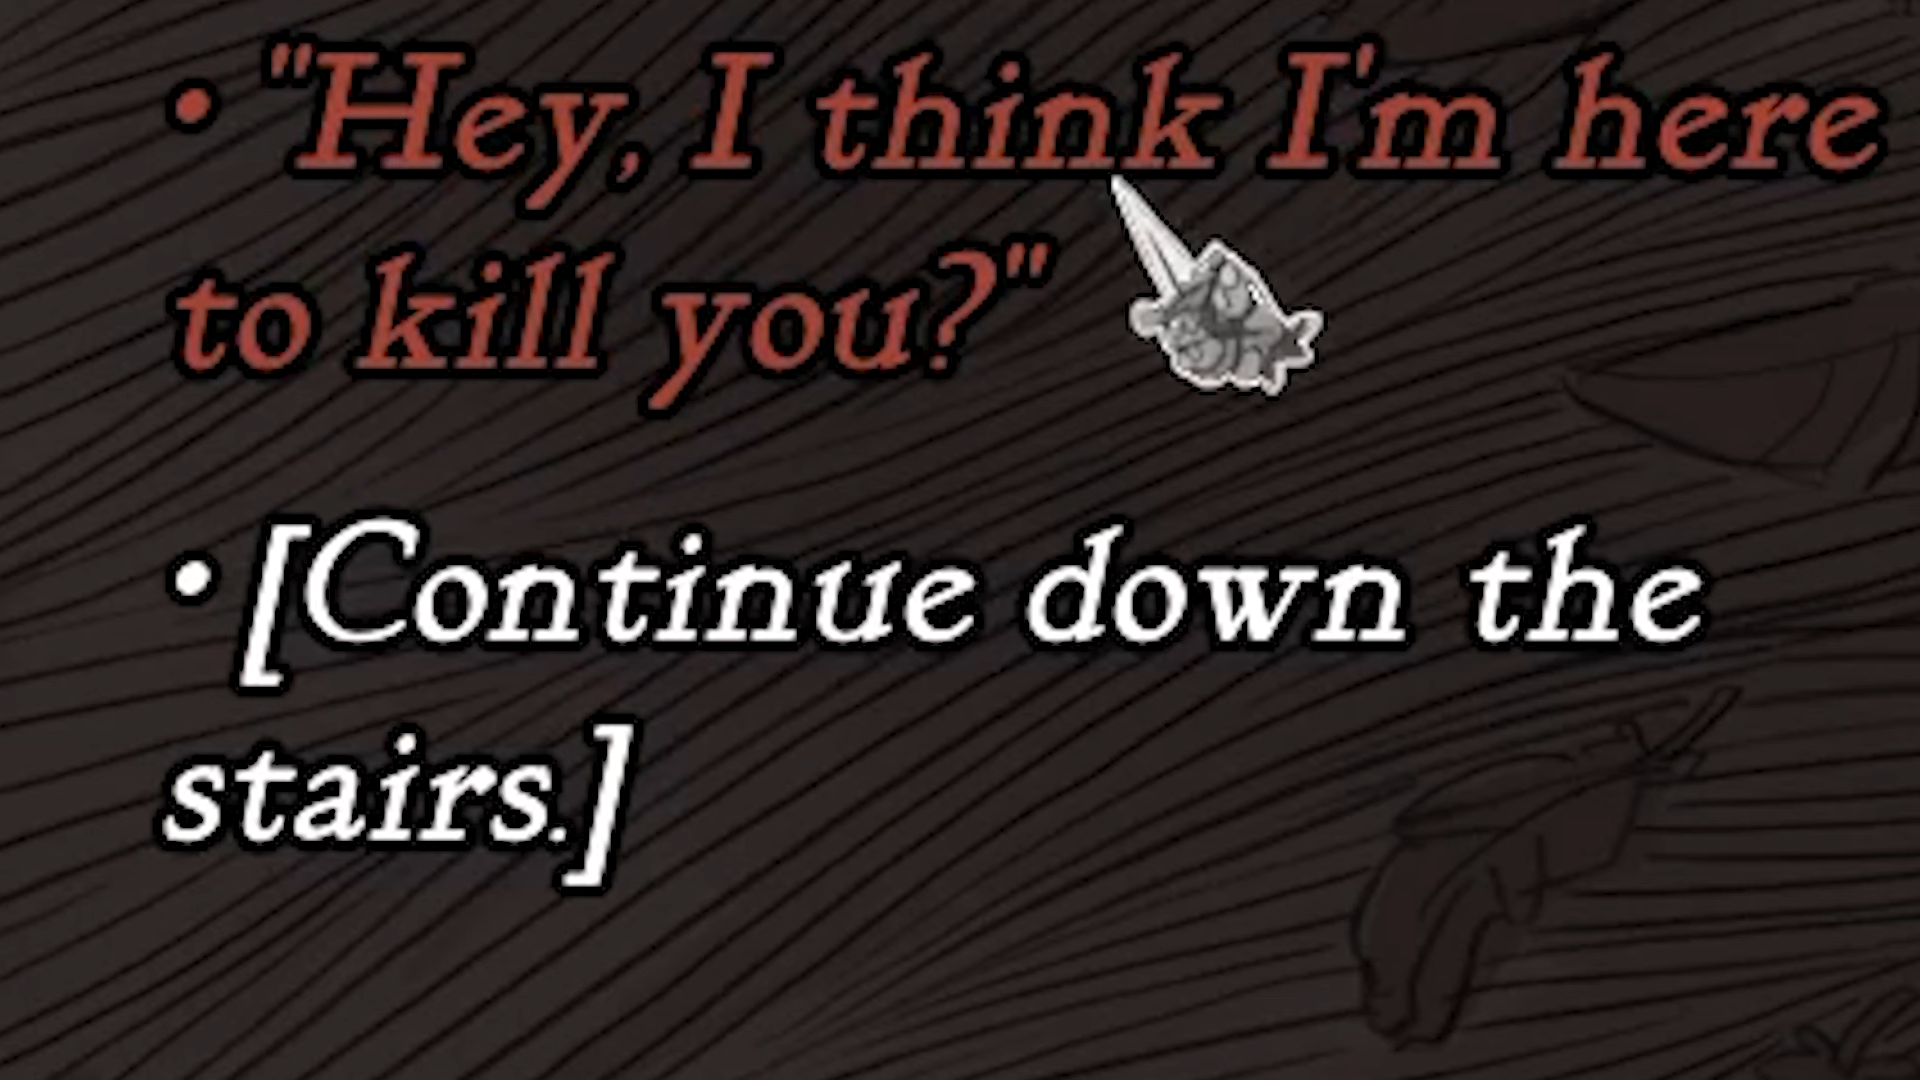 • "Hey, I think I'm here
to kill you?"
• [Continue down the
stairs.]